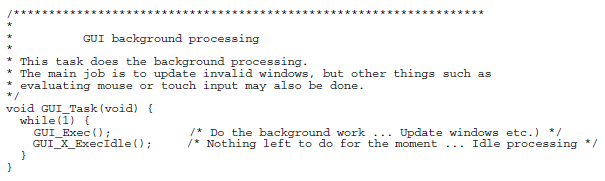 /*********************************************************************
*
*          GUI background processing
*
* This task does the background processing.
* The main job is to update invalid windows, but other things such as
* evaluating mouse or touch input may also be done.
*/
void GUI_Task(void) {
  while(1) {
    GUI_Exec();           /* Do the background work ... Update windows etc.) */
    GUI_X_ExecIdle();     /* Nothing left to do for the moment ... Idle processing */
  }
}